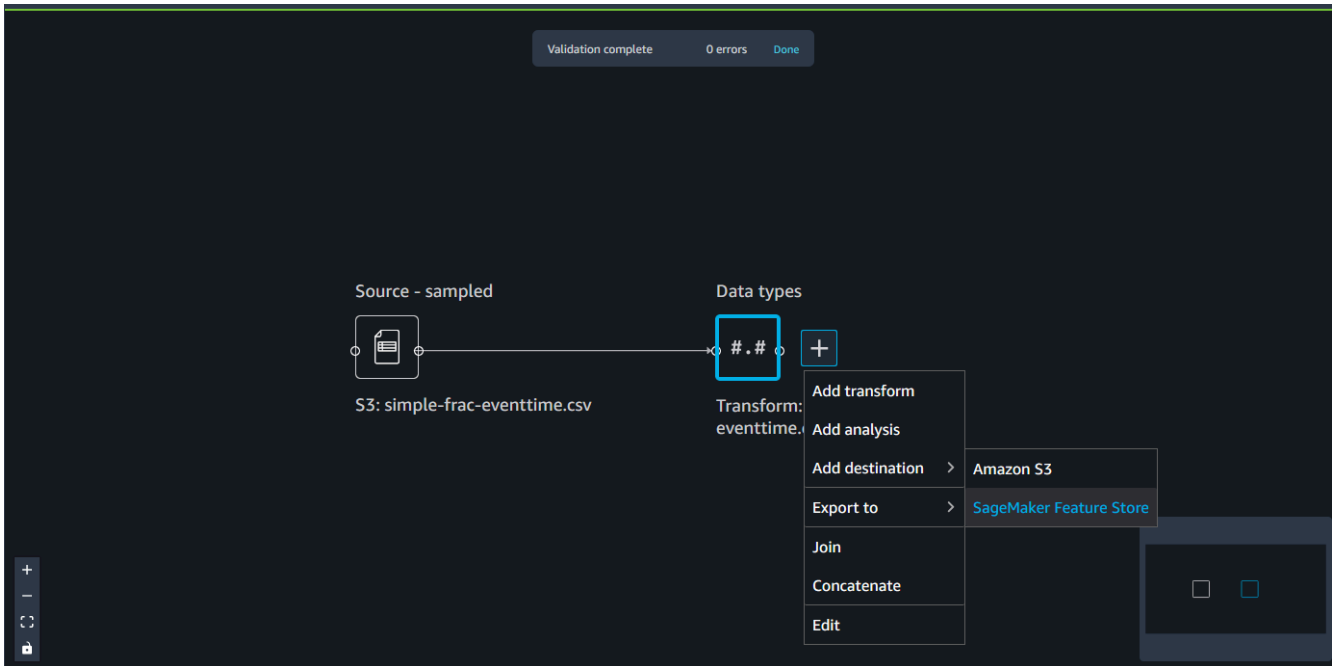 Validation complete 0 errors Done
Source - sampled
Data types
#.#
+
S3: simple-frac-eventtime.csv
Transform:
eventtime.
Add transform
Add analysis
Add destination >
Amazon S3
Export to >
SageMaker Feature Store
Join
Concatenate
Edit
+
−